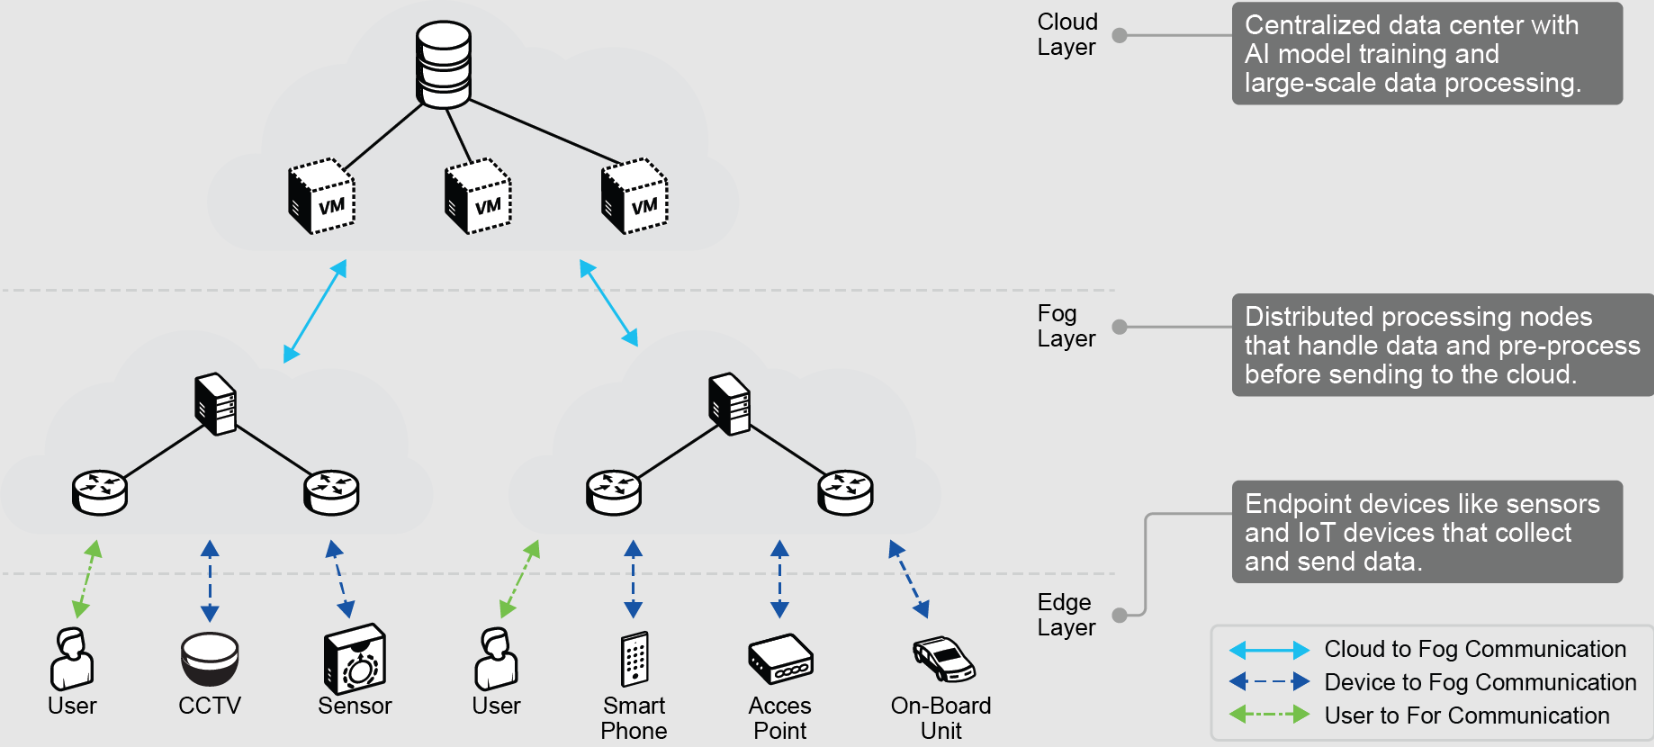 Cloud
Layer
Centralized data center with
AI model training and
large-scale data processing.
VM
VM
VM
Fog
Layer
Distributed processing nodes
that handle data and pre-process
before sending to the cloud.
Endpoint devices like sensors
and IoT devices that collect
and send data.
Edge
Layer
User
CCTV
Sensor
User
Smart
Phone
Acces
Point
On-Board
Unit
Cloud to Fog Communication
Device to Fog Communication
User to For Communication